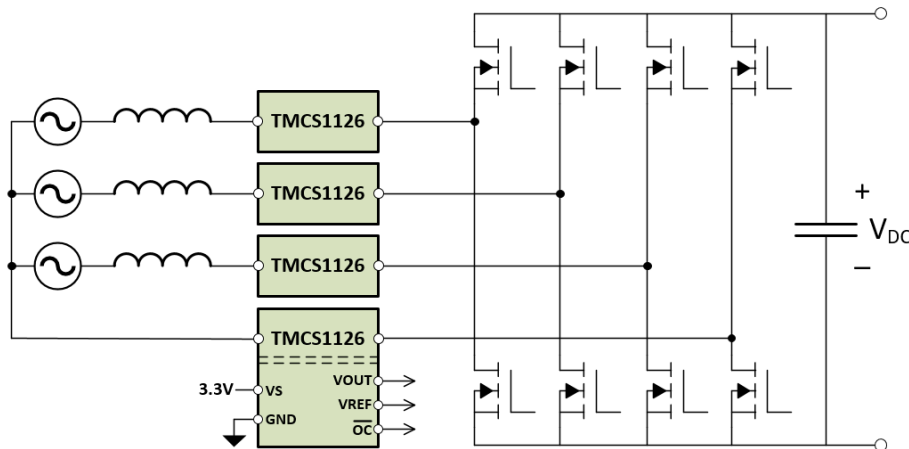 TMCS1126
TMCS1126
TMCS1126
TMCS1126
3.3V
VS
GND
VOUT
VREF
OC
+
VDC
−